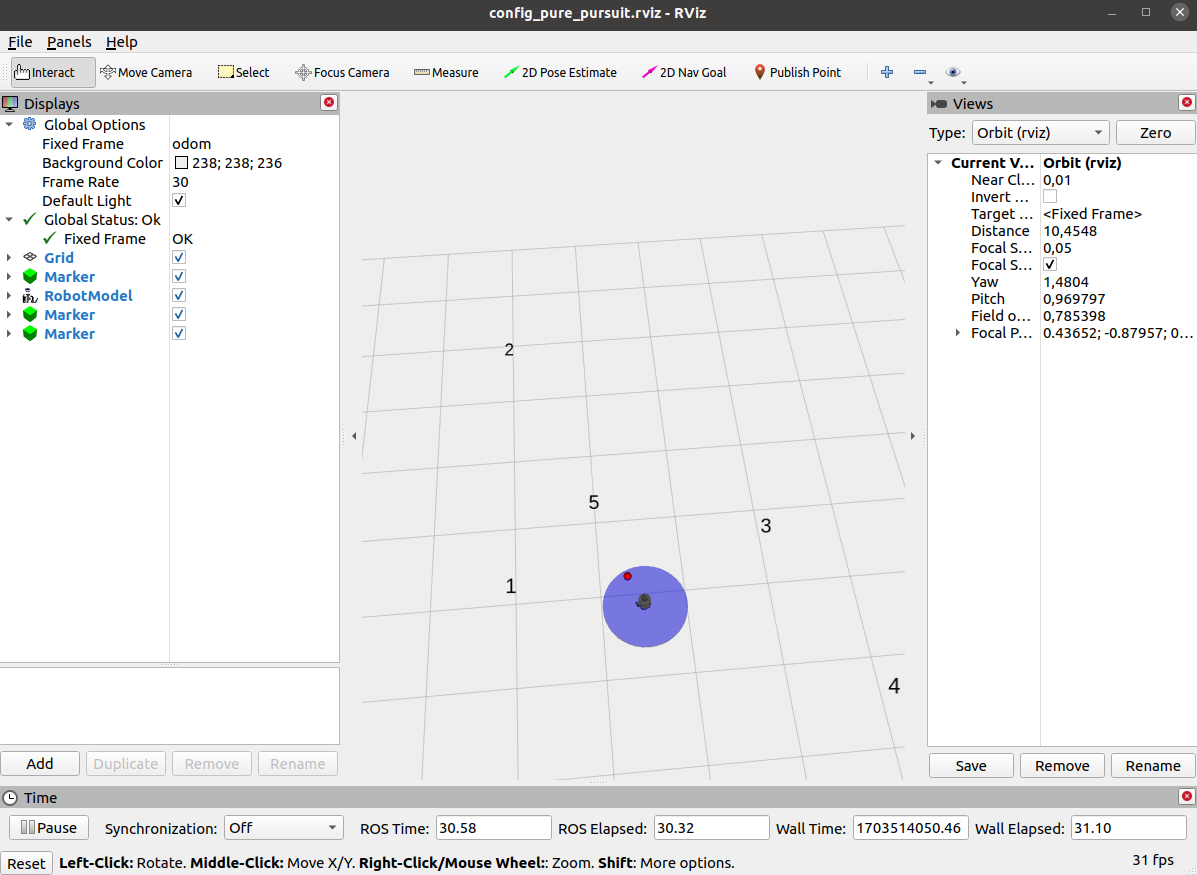 config_pure_pursuit.rviz - RViz
File Panels Help
Interact Move Camera Select Focus Camera Measure 2D Pose Estimate 2D Nav Goal Publish Point
Displays
Global Options
Fixed Frame odom
Background Color 238; 238; 236
Frame Rate 30
Default Light
Global Status: Ok
Fixed Frame OK
Grid
Marker
RobotModel
Marker
Marker
Add Duplicate Remove Rename
2
5
3
1
4
Views
Type: Orbit (rviz) Zero
Current V... Orbit (rviz)
Near Cl... 0,01
Invert ...
Target ... <Fixed Frame>
Distance 10,4548
Focal S... 0,05
Focal S...
Yaw 1,4804
Pitch 0,969797
Field o... 0,785398
Focal P... 0.43652; -0.87957; 0...
Save Remove Rename
Time
Pause Synchronization: Off ROS Time: 30.58 ROS Elapsed: 30.32 Wall Time: 1703514050.46 Wall Elapsed: 31.10
Reset Left-Click: Rotate. Middle-Click: Move X/Y. Right-Click/Mouse Wheel:: Zoom. Shift: More options. 31 fps